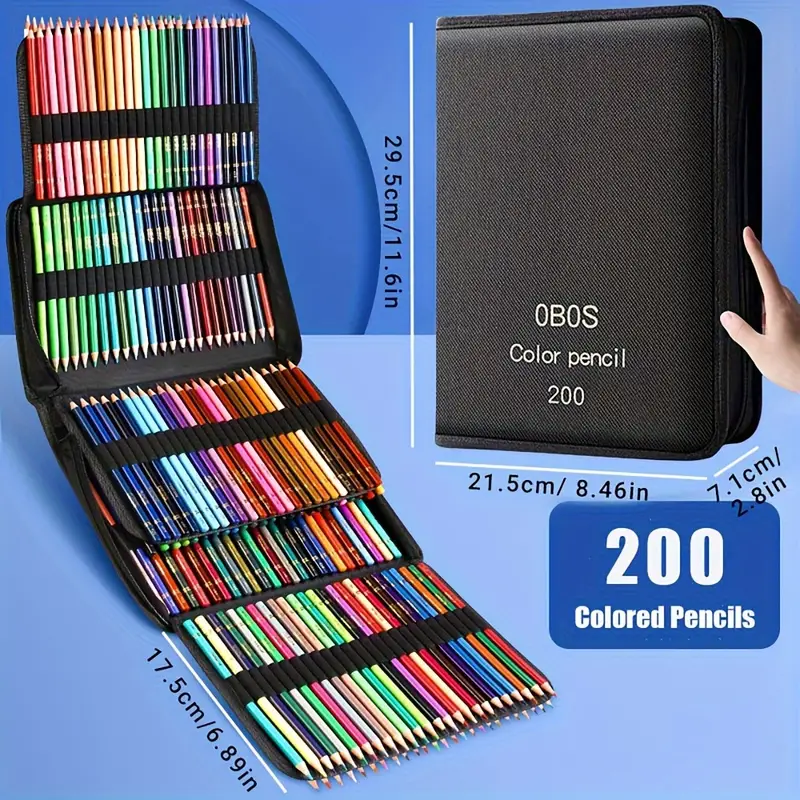 29.5cm/11.6in
OBOS
Color pencil
200
21.5cm/ 8.46in
7.1cm/
2.8in
200
Colored Pencils
17.5cm/6.89in